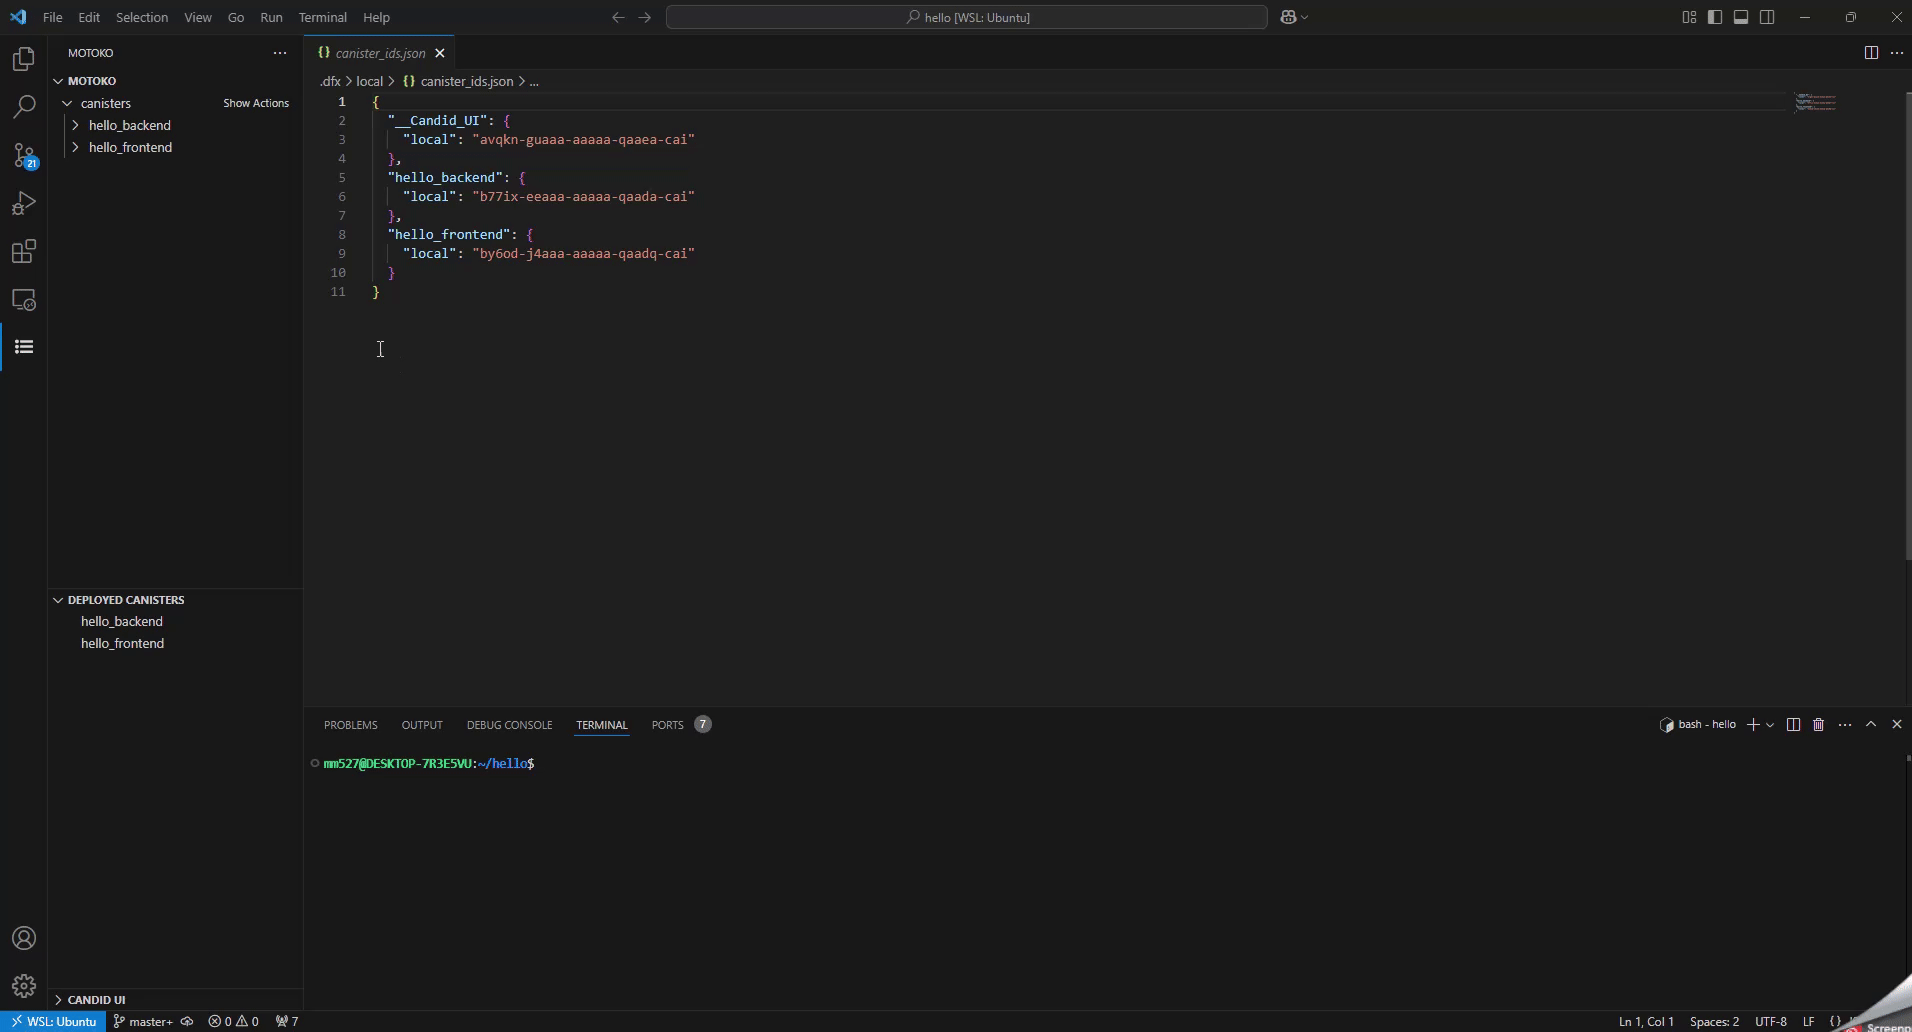 File Edit Selection View Go Run Terminal Help
hello [WSL: Ubuntu]
MOTOKO
MOTOKO
canisters Show Actions
hello_backend
hello_frontend
21
DEPLOYED CANISTERS
hello_backend
hello_frontend
CANDID UI
{} canister_ids.json
.dfx > local > {} canister_ids.json > ...
1 {
2 "__Candid_UI": {
3 "local": "avqkn-guaaa-aaaaa-qaaea-cai"
4 },
5 "hello_backend": {
6 "local": "b77ix-eeaaa-aaaaa-qaada-cai"
7 },
8 "hello_frontend": {
9 "local": "by6od-j4aaa-aaaaa-qaadq-cai"
10 }
11 }
PROBLEMS OUTPUT DEBUG CONSOLE TERMINAL PORTS 7
bash - hello
mm527@DESKTOP-7R3E5VU:~/hello$
WSL: Ubuntu master+ 0 0 7
Ln 1, Col 1 Spaces: 2 UTF-8 LF {}